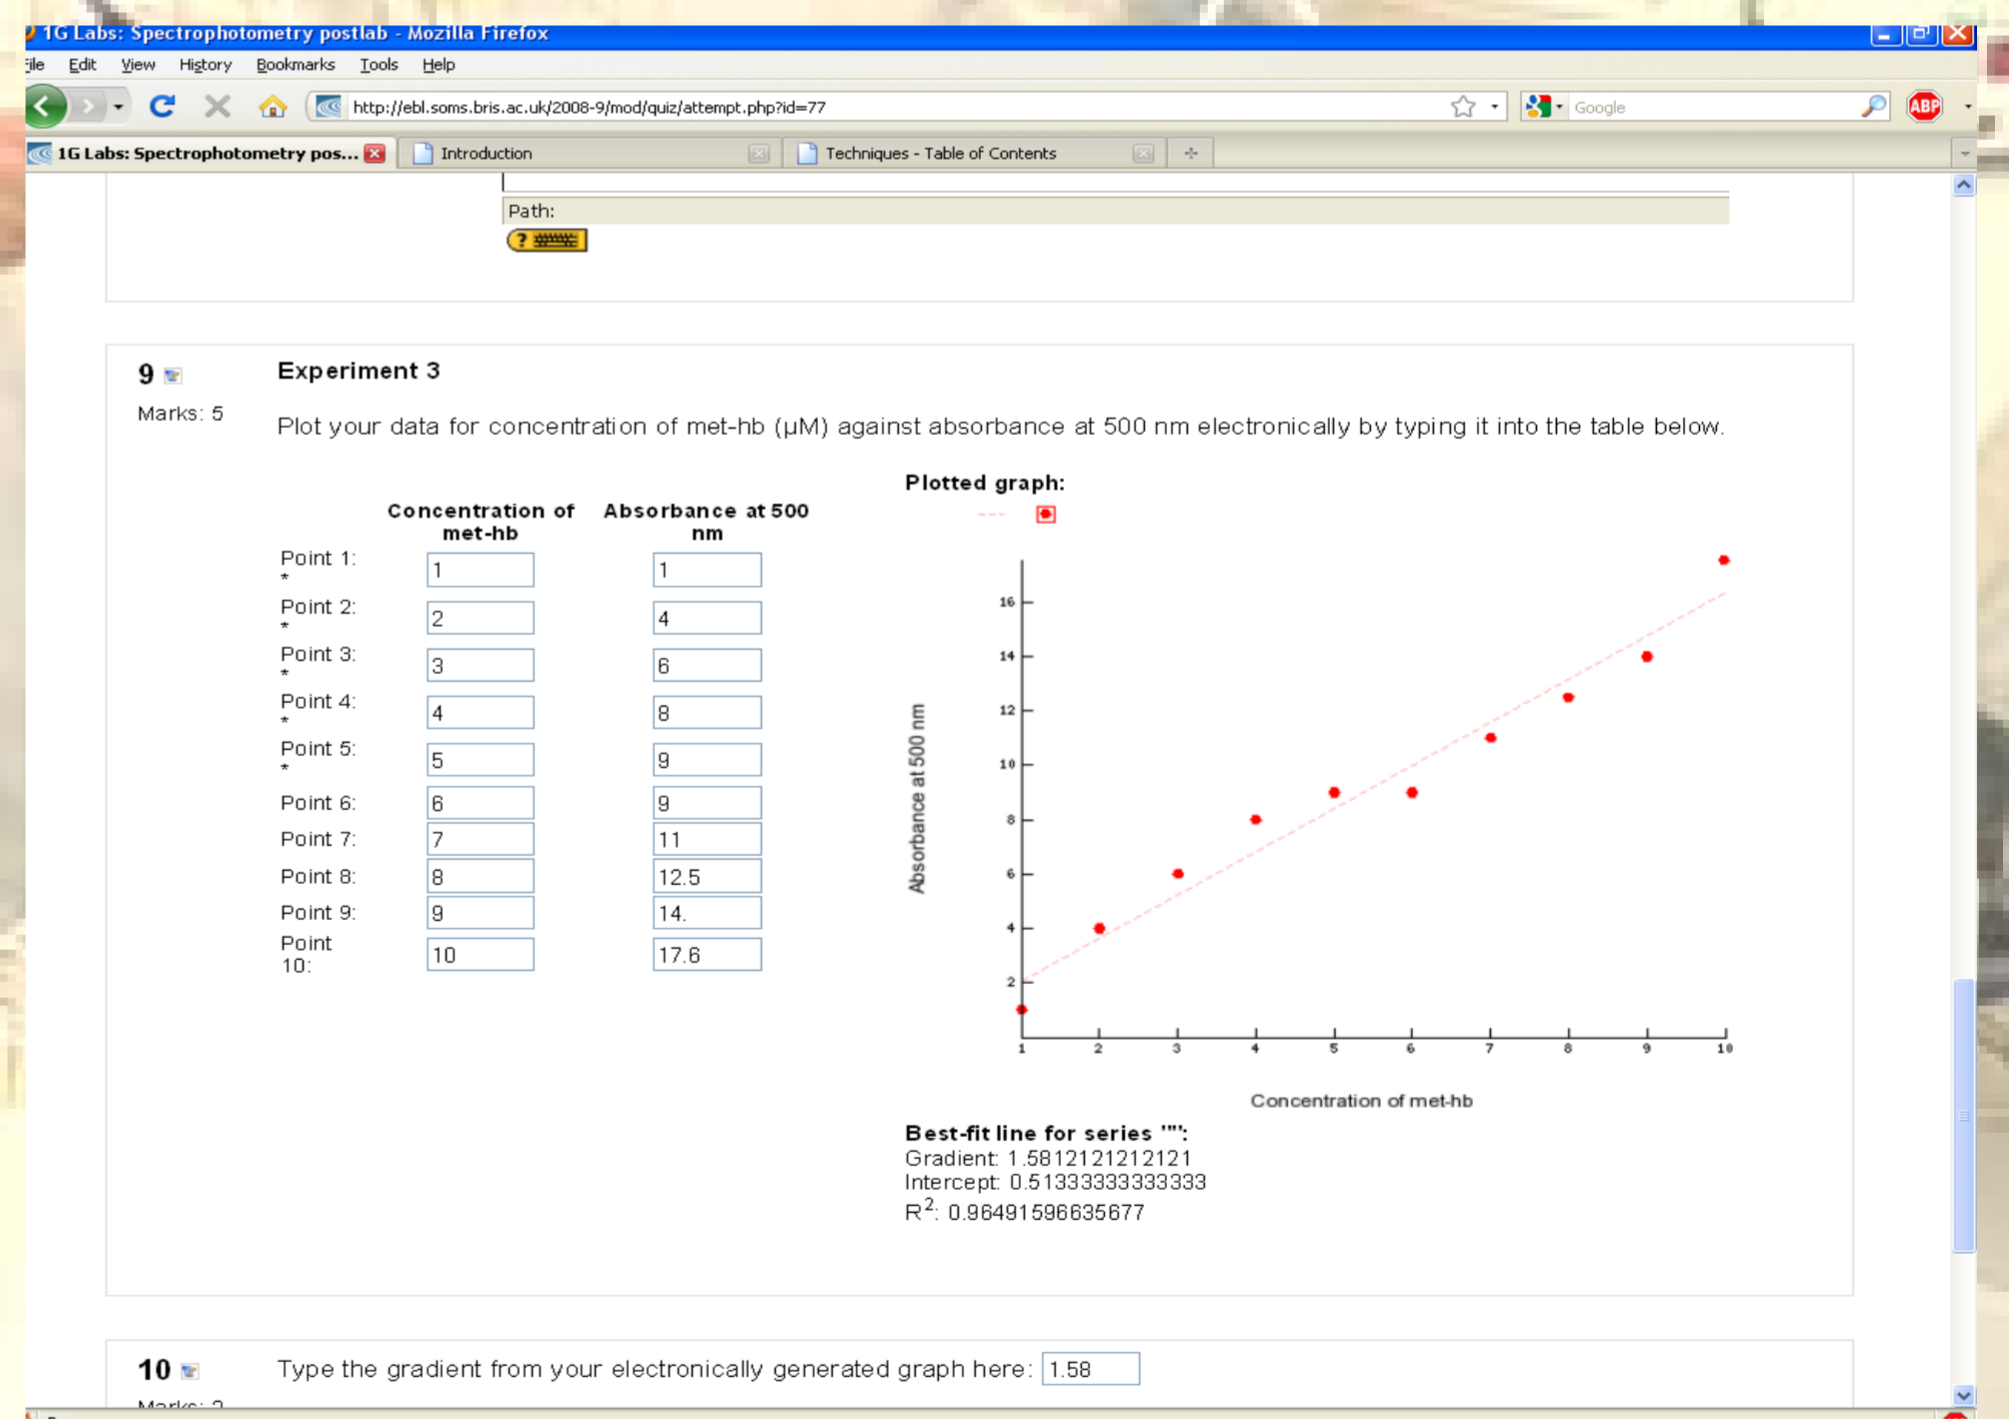 1G Labs: Spectrophotometry postlab - Mozilla Firefox
File Edit View History Bookmarks Tools Help
http://ebl.soms.bris.ac.uk/2008-9/mod/quiz/attempt.php?id=77 Google ABP
1G Labs: Spectrophotometry pos... Introduction Techniques - Table of Contents
Path:
?
9 Experiment 3
Marks: 5
Plot your data for concentration of met-hb (µM) against absorbance at 500 nm electronically by typing it into the table below.
Concentration of met-hb Absorbance at 500 nm
Point 1: * 1 1
Point 2: * 2 4
Point 3: * 3 6
Point 4: * 4 8
Point 5: * 5 9
Point 6: 6 9
Point 7: 7 11
Point 8: 8 12.5
Point 9: 9 14.
Point 10: 10 17.6
Plotted graph:
16
14
12
10
8
6
4
2
Absorbance at 500 nm
1 2 3 4 5 6 7 8 9 10
Concentration of met-hb
Best-fit line for series "":
Gradient: 1.5812121212121
Intercept: 0.51333333333333
R²: 0.96491596635677
10 Type the gradient from your electronically generated graph here: 1.58